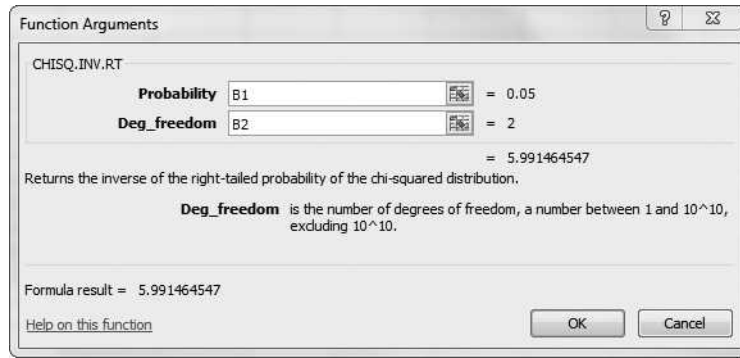 Function Arguments
CHISQ.INV.RT
Probability B1 = 0.05
Deg_freedom B2 = 2
= 5.991464547
Returns the inverse of the right-tailed probability of the chi-squared distribution.
Deg_freedom is the number of degrees of freedom, a number between 1 and 10^10,
excluding 10^10.
Formula result = 5.991464547
Help on this function OK Cancel